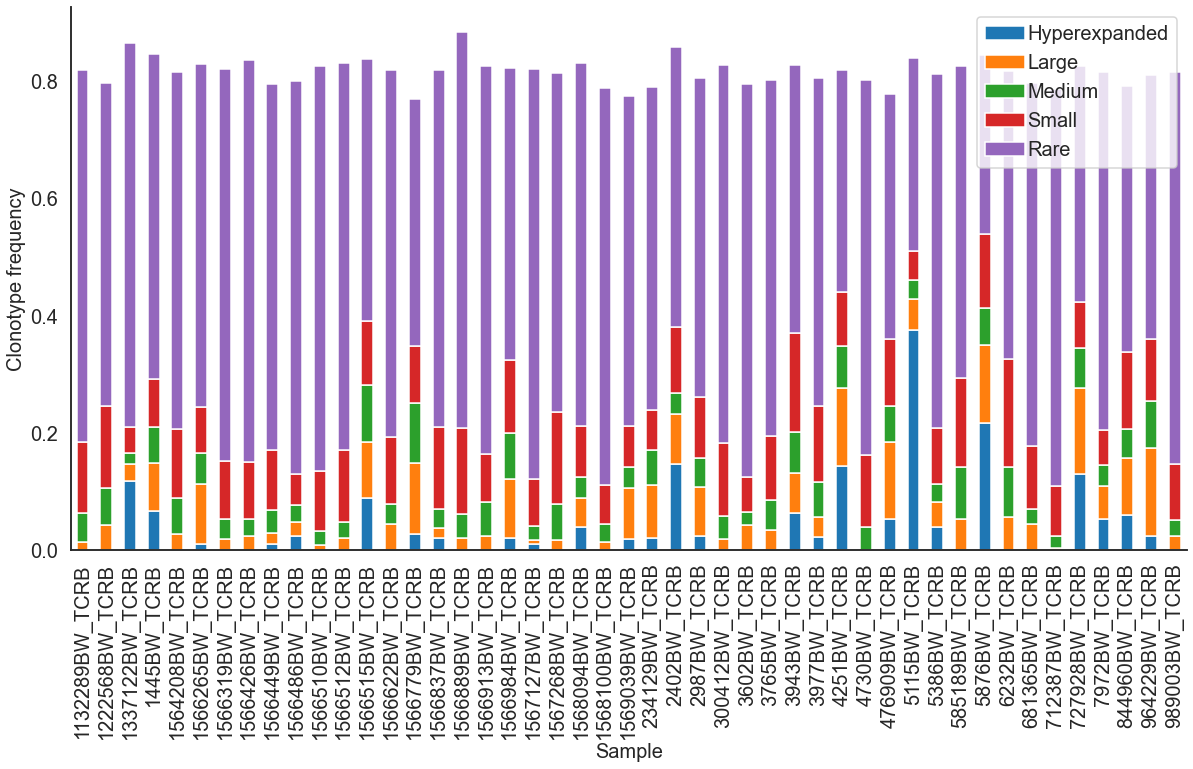 Hyperexpanded
Large
Medium
Small
Rare
Clonotype frequency
0.8
0.6
0.4
0.2
0.0
1132289BW_TCRB
1222568BW_TCRB
1337122BW_TCRB
1445BW_TCRB
1564208BW_TCRB
1566265BW_TCRB
1566319BW_TCRB
1566426BW_TCRB
1566449BW_TCRB
1566486BW_TCRB
1566510BW_TCRB
1566512BW_TCRB
1566515BW_TCRB
1566622BW_TCRB
1566779BW_TCRB
1566837BW_TCRB
1566889BW_TCRB
1566913BW_TCRB
1566984BW_TCRB
1567127BW_TCRB
1567268BW_TCRB
1568094BW_TCRB
1568100BW_TCRB
1569039BW_TCRB
234129BW_TCRB
2402BW_TCRB
2987BW_TCRB
300412BW_TCRB
3602BW_TCRB
3765BW_TCRB
3943BW_TCRB
3977BW_TCRB
4251BW_TCRB
4730BW_TCRB
476909BW_TCRB
5115BW_TCRB
5386BW_TCRB
585189BW_TCRB
5876BW_TCRB
6232BW_TCRB
681365BW_TCRB
712387BW_TCRB
727928BW_TCRB
7972BW_TCRB
844960BW_TCRB
964229BW_TCRB
989003BW_TCRB
Sample